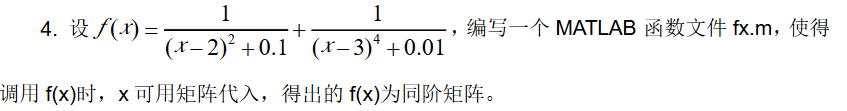 4. 设 f(x) = 1/((x−2)² + 0.1) + 1/((x−3)⁴ + 0.01)，编写一个 MATLAB 函数文件 fx.m，使得
调用 f(x)时，x 可用矩阵代入，得出的 f(x)为同阶矩阵。